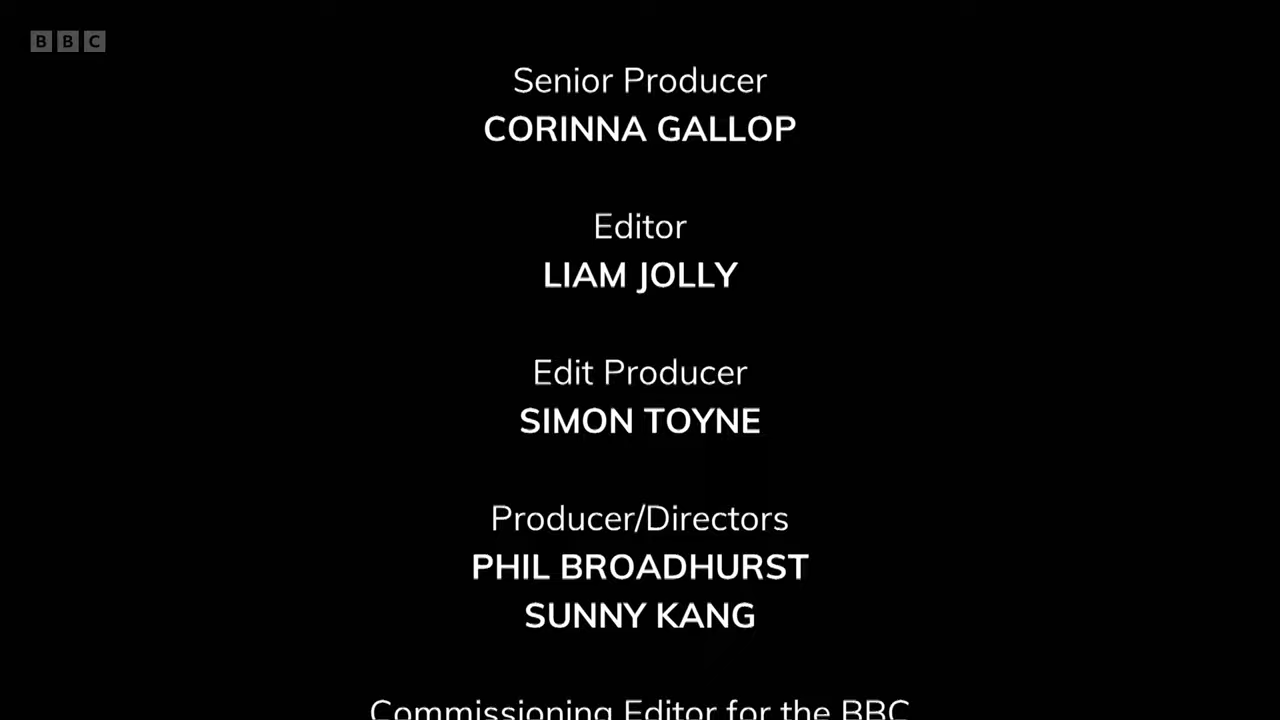 BBC
Senior Producer
CORINNA GALLOP
Editor
LIAM JOLLY
Edit Producer
SIMON TOYNE
Producer/Directors
PHIL BROADHURST
SUNNY KANG
Commissioning Editor for the BBC